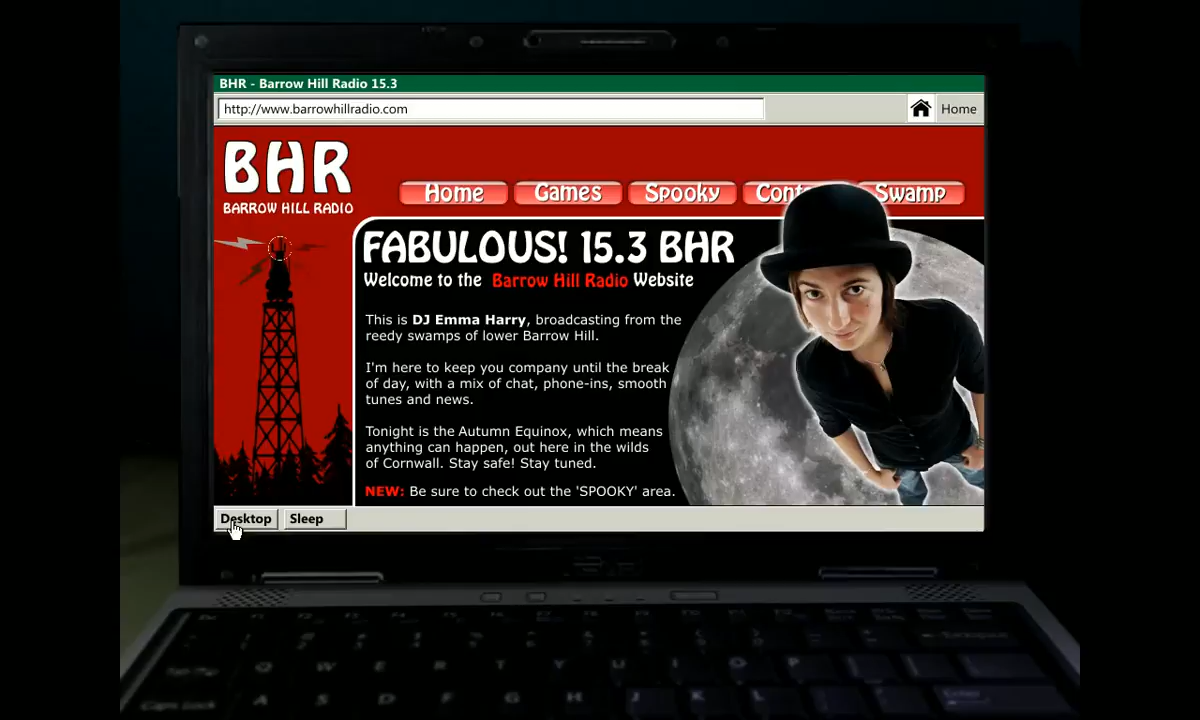 BHR - Barrow Hill Radio 15.3
http://www.barrowhillradio.com
Home
BHR
BARROW HILL RADIO
Home Games Spooky Swamp
FABULOUS! 15.3 BHR
Welcome to the Barrow Hill Radio Website
This is DJ Emma Harry, broadcasting from the
reedy swamps of lower Barrow Hill.
I'm here to keep you company until the break
of day, with a mix of chat, phone-ins, smooth
tunes and news.
Tonight is the Autumn Equinox, which means
anything can happen, out here in the wilds
of Cornwall. Stay safe! Stay tuned.
NEW: Be sure to check out the 'SPOOKY' area.
Desktop Sleep
Q W E R T Y U I O P
Caps Lock A S D F G H J K L